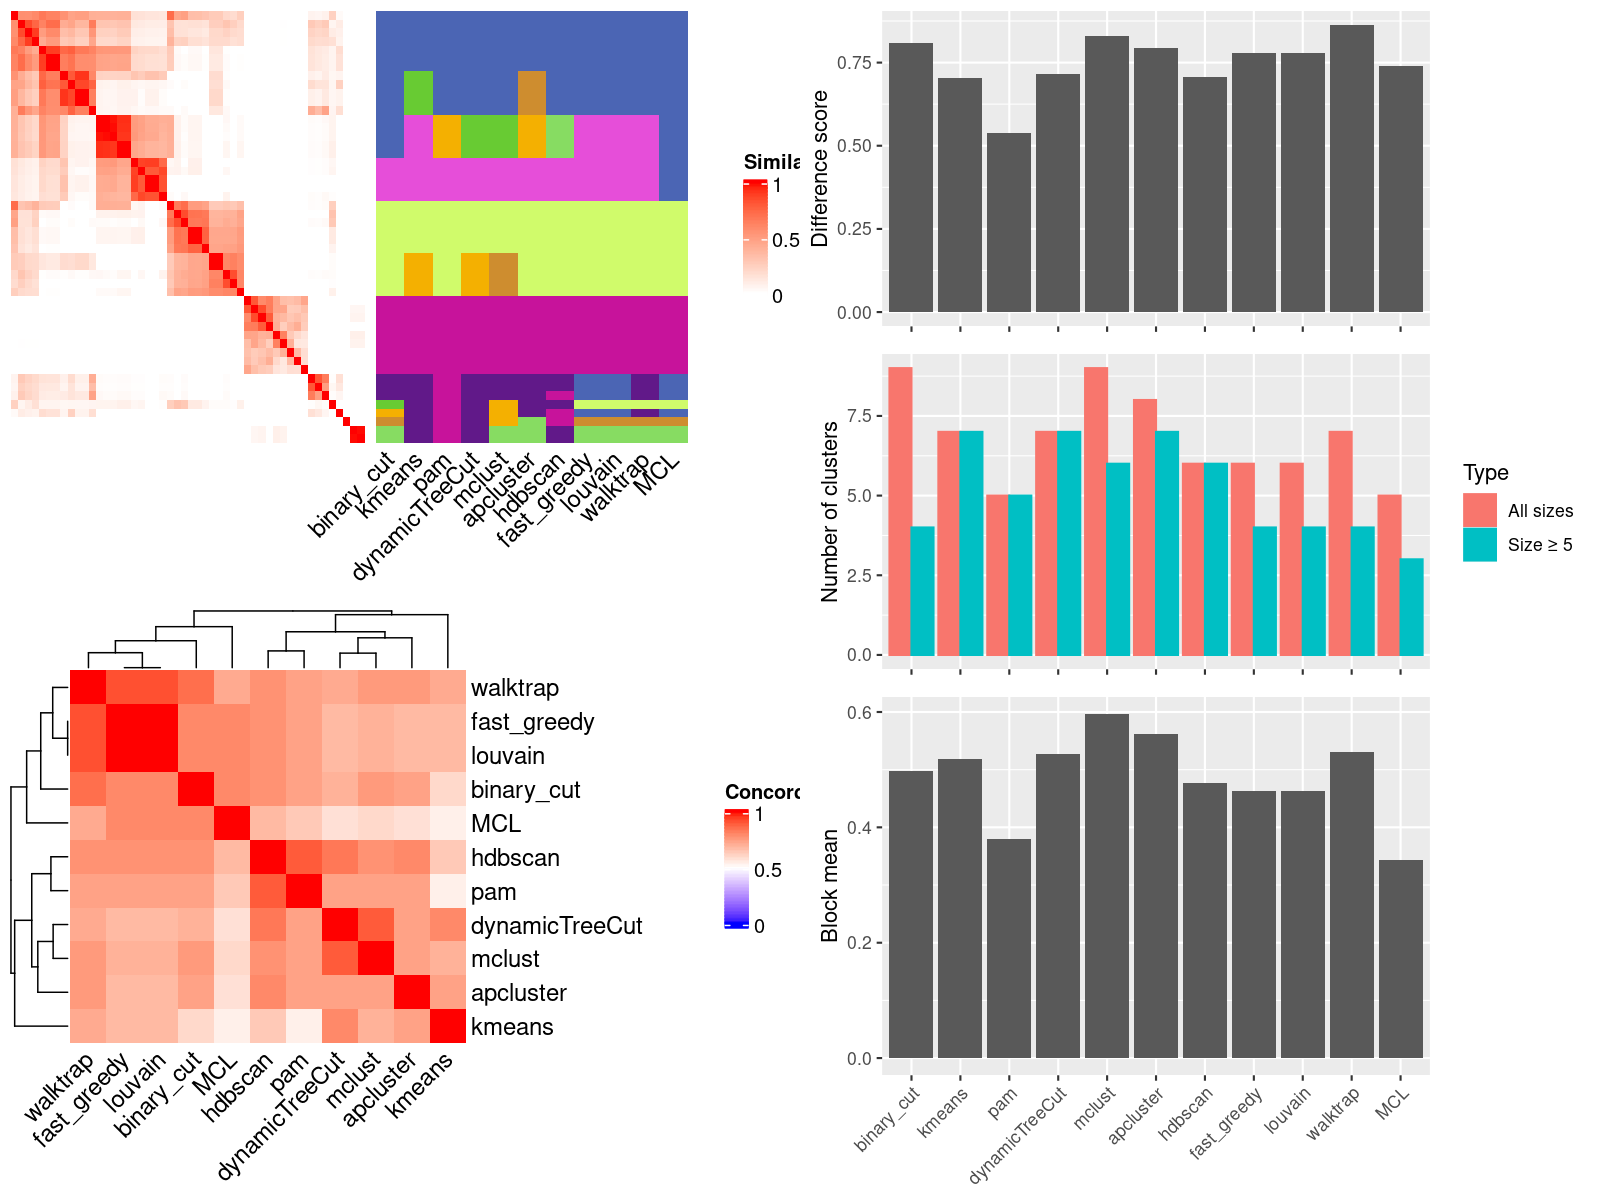 Simila
1
0.5
0
binary_cut
kmeans
pam
dynamicTreeCut
mclust
apcluster
hdbscan
fast_greedy
louvain
walktrap
MCL
Difference score
0.75
0.50
0.25
0.00
Number of clusters
7.5
5.0
2.5
0.0
Type
All sizes
Size ≥ 5
walktrap
fast_greedy
louvain
binary_cut
MCL
hdbscan
pam
dynamicTreeCut
mclust
apcluster
kmeans
walktrap
fast_greedy
louvain
binary_cut
MCL
hdbscan
pam
dynamicTreeCut
mclust
apcluster
kmeans
Concord
1
0.5
0
Block mean
0.6
0.4
0.2
0.0
binary_cut
kmeans
pam
dynamicTreeCut
mclust
apcluster
hdbscan
fast_greedy
louvain
walktrap
MCL